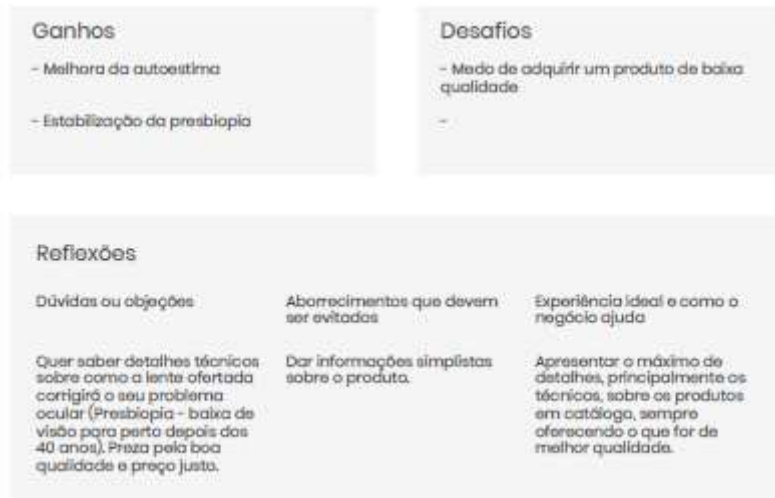 Ganhos
- Melhora da autoestima
- Estabilização da presbiopia
Desafios
- Medo de adquirir um produto de baixa
qualidade
-
Reflexões
Dúvidas ou objeções
Quer saber detalhes técnicos
sobre como a lente ofertada
corrigirá o seu problema
ocular (Presbiopia - baixa de
visão para perto depois dos
40 anos). Preza pela boa
qualidade e preço justo.
Aborrecimentos que devem
ser evitados
Dar informações simplistas
sobre o produto.
Experiência ideal e como o
negócio ajuda
Apresentar o máximo de
detalhes, principalmente os
técnicos, sobre os produtos
em catálogo, sempre
oferecendo o que for de
melhor qualidade.